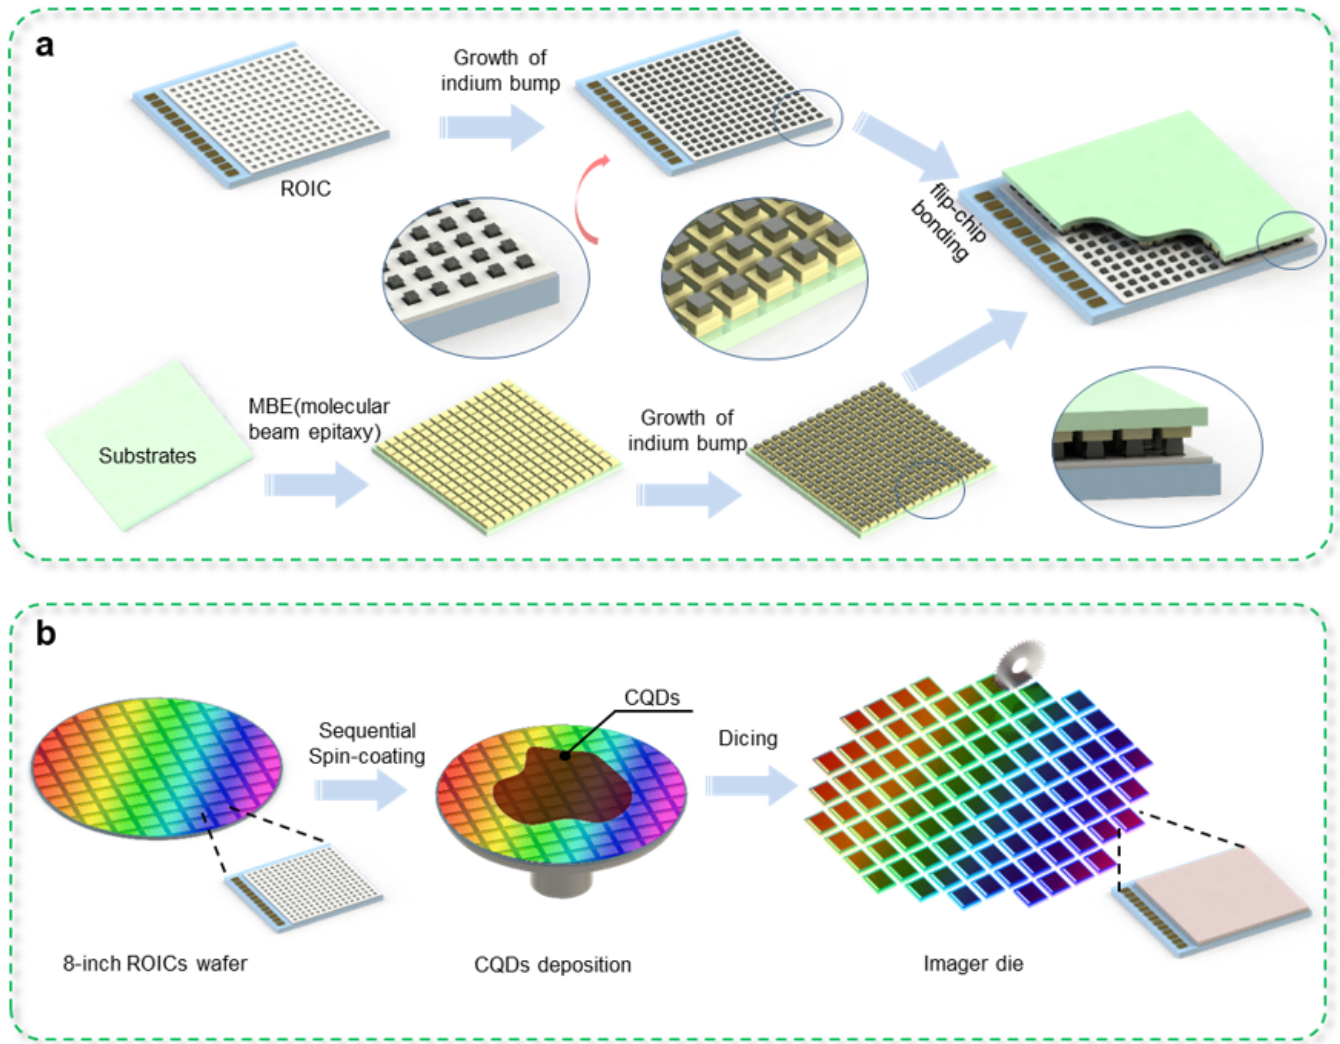 a
Growth of
indium bump
ROIC
flip-chip
bonding
MBE(molecular
beam epitaxy)
Substrates
Growth of
indium bump
b
CQDs
Sequential
Spin-coating
Dicing
8-inch ROICs wafer
CQDs deposition
Imager die